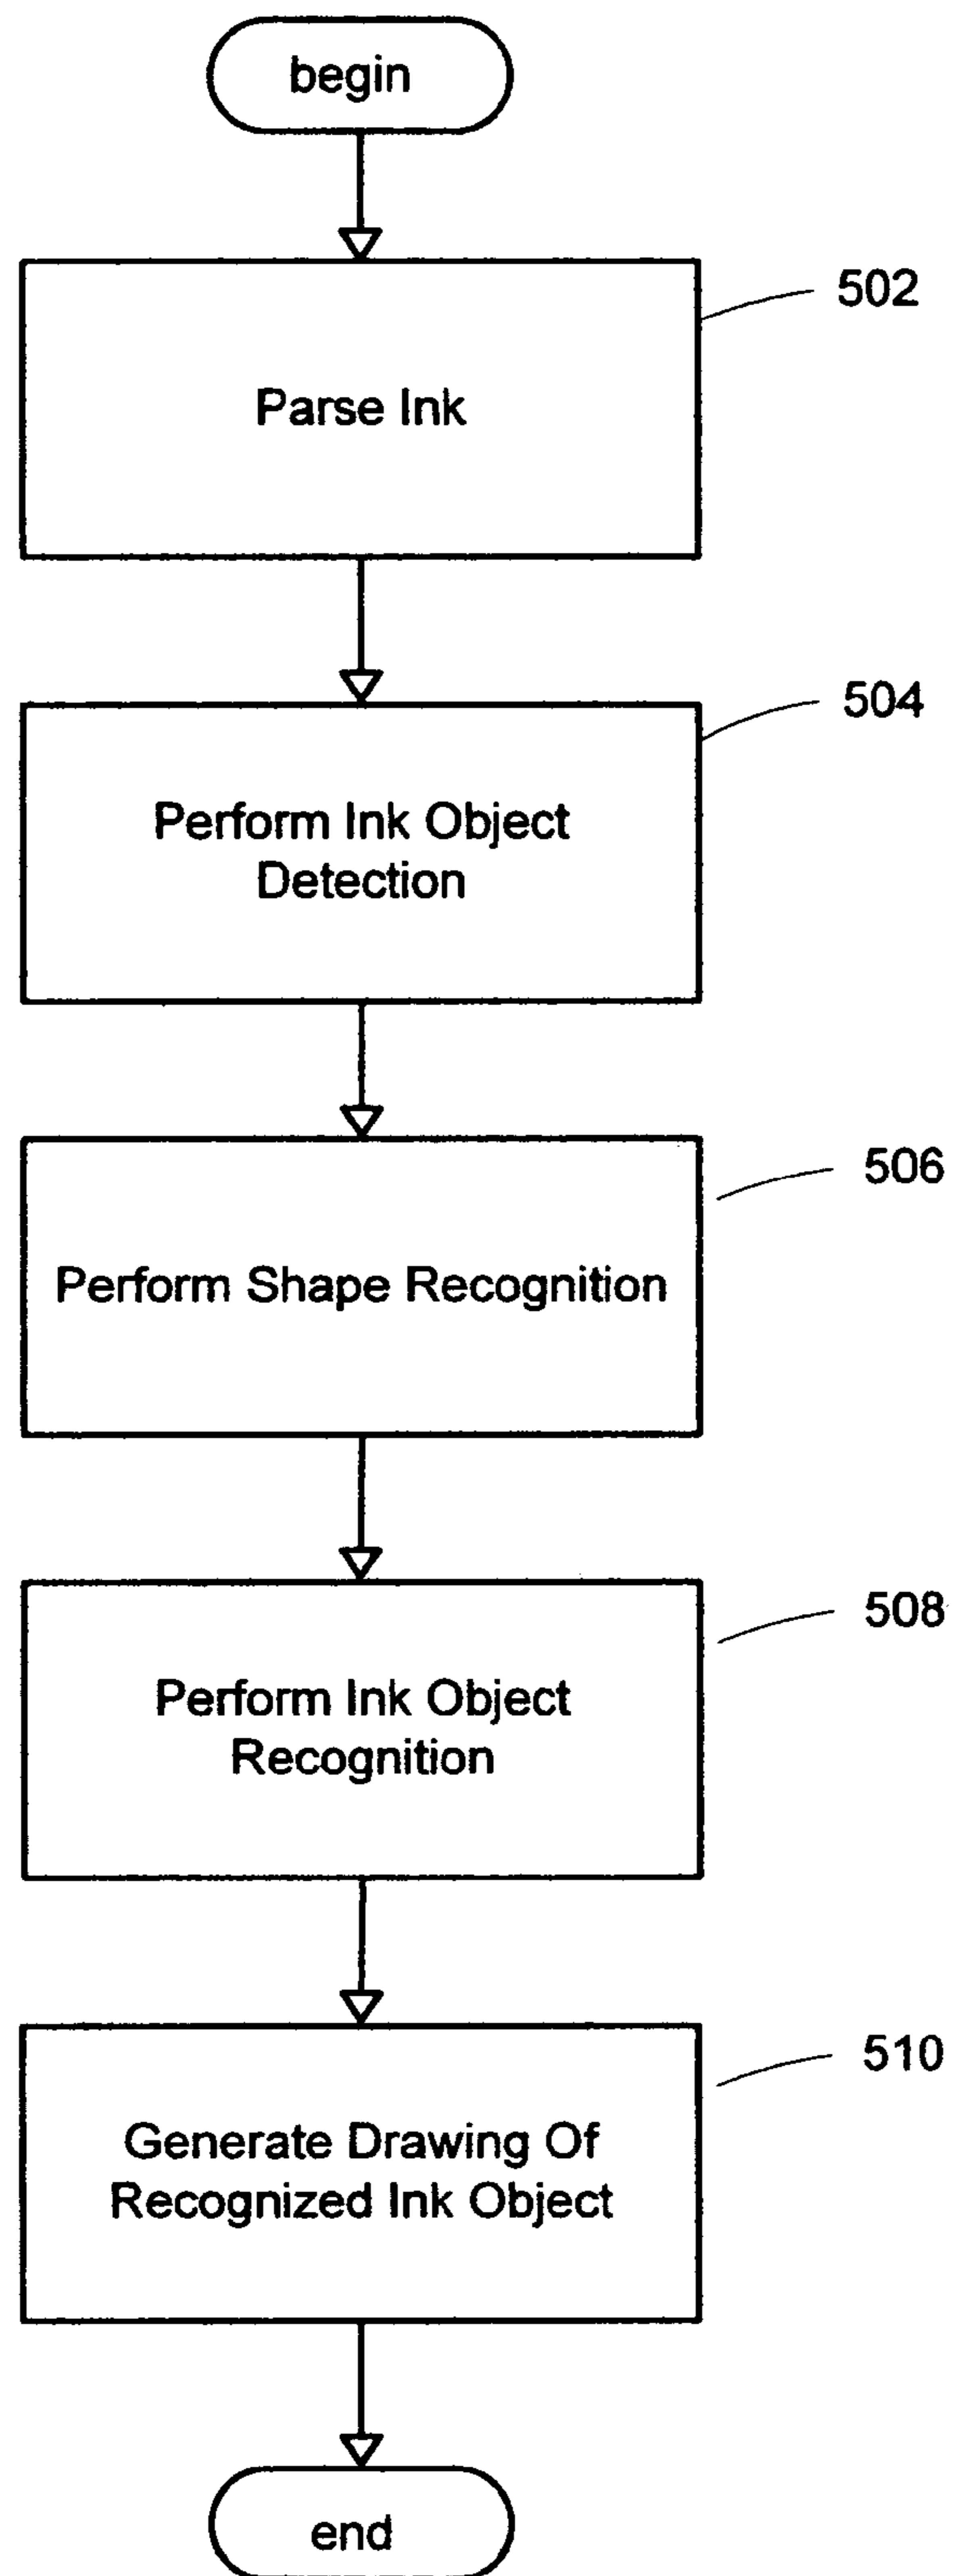 begin
502
Parse Ink
504
Perform Ink Object
Detection
506
Perform Shape Recognition
508
Perform Ink Object
Recognition
510
Generate Drawing Of
Recognized Ink Object
end